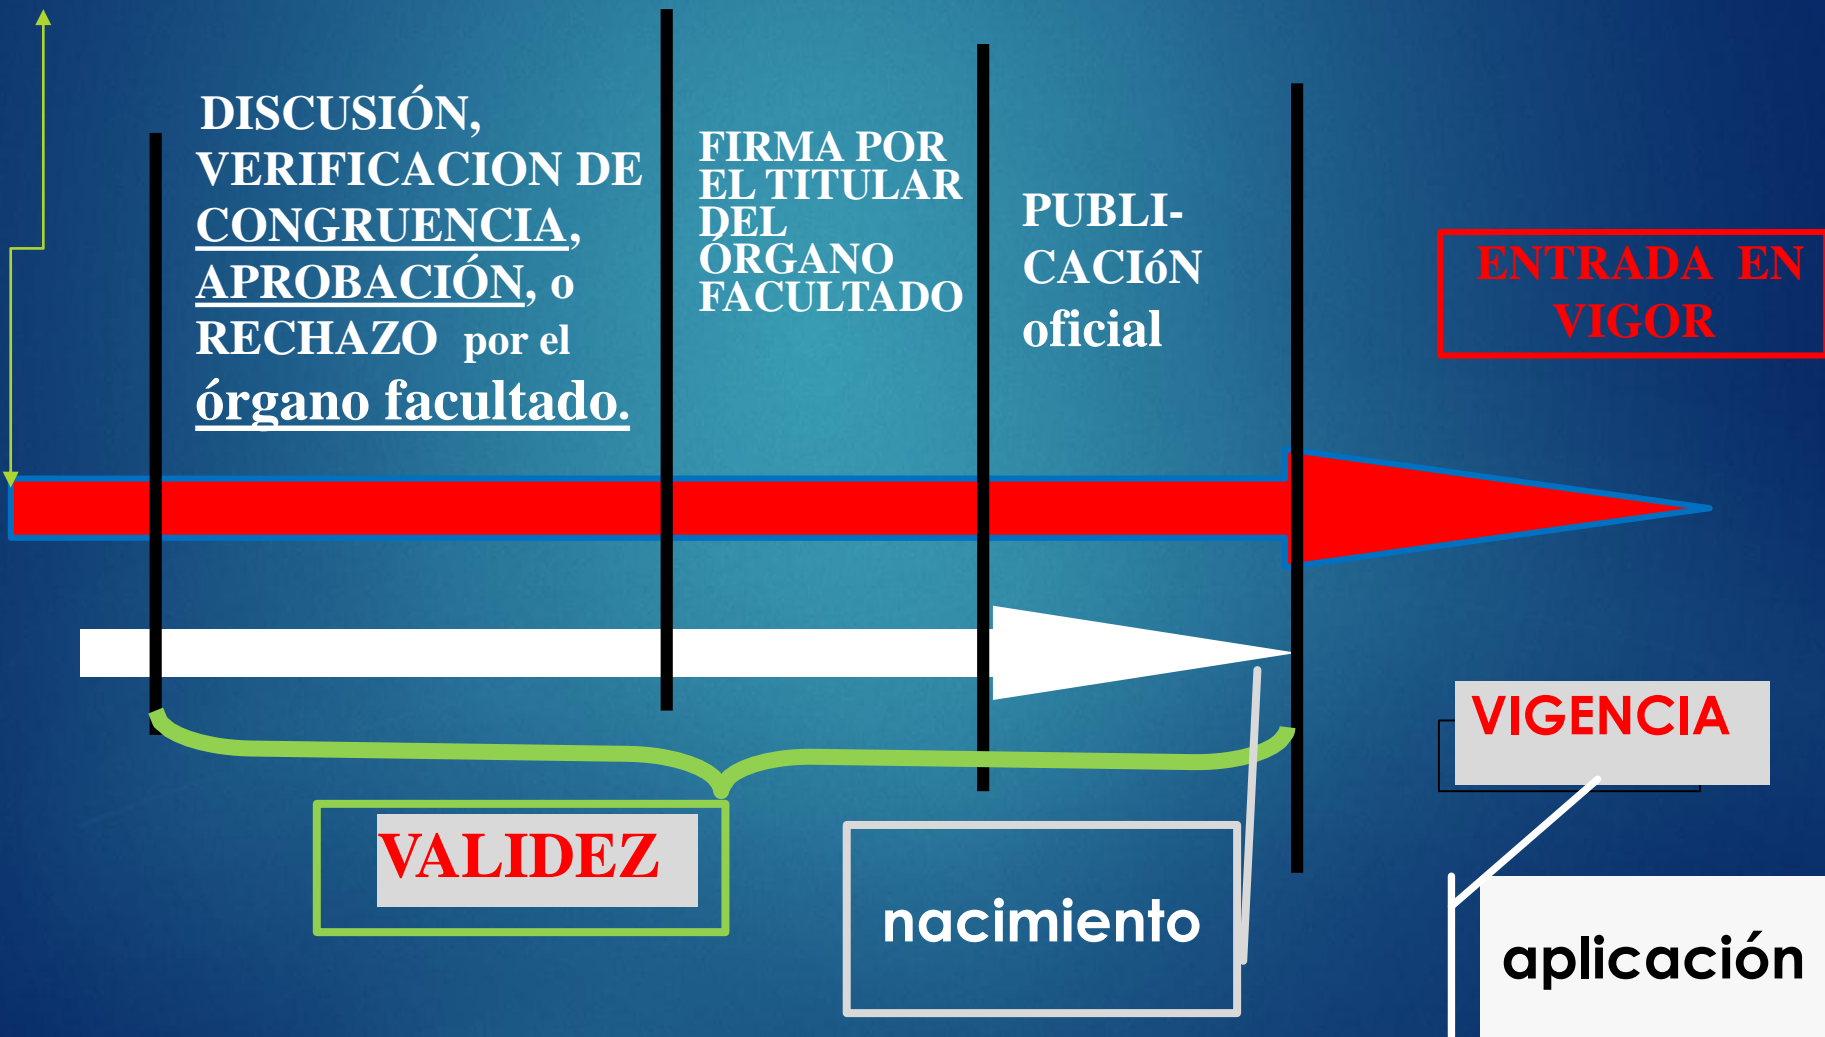 DISCUSIÓN,
VERIFICACION DE
CONGRUENCIA,
APROBACIÓN, o
RECHAZO por el
órgano facultado.
FIRMA POR
EL TITULAR
DEL
ÓRGANO
FACULTADO
PUBLI-
CACIóN
oficial
ENTRADA EN
VIGOR
VALIDEZ
nacimiento
VIGENCIA
aplicación